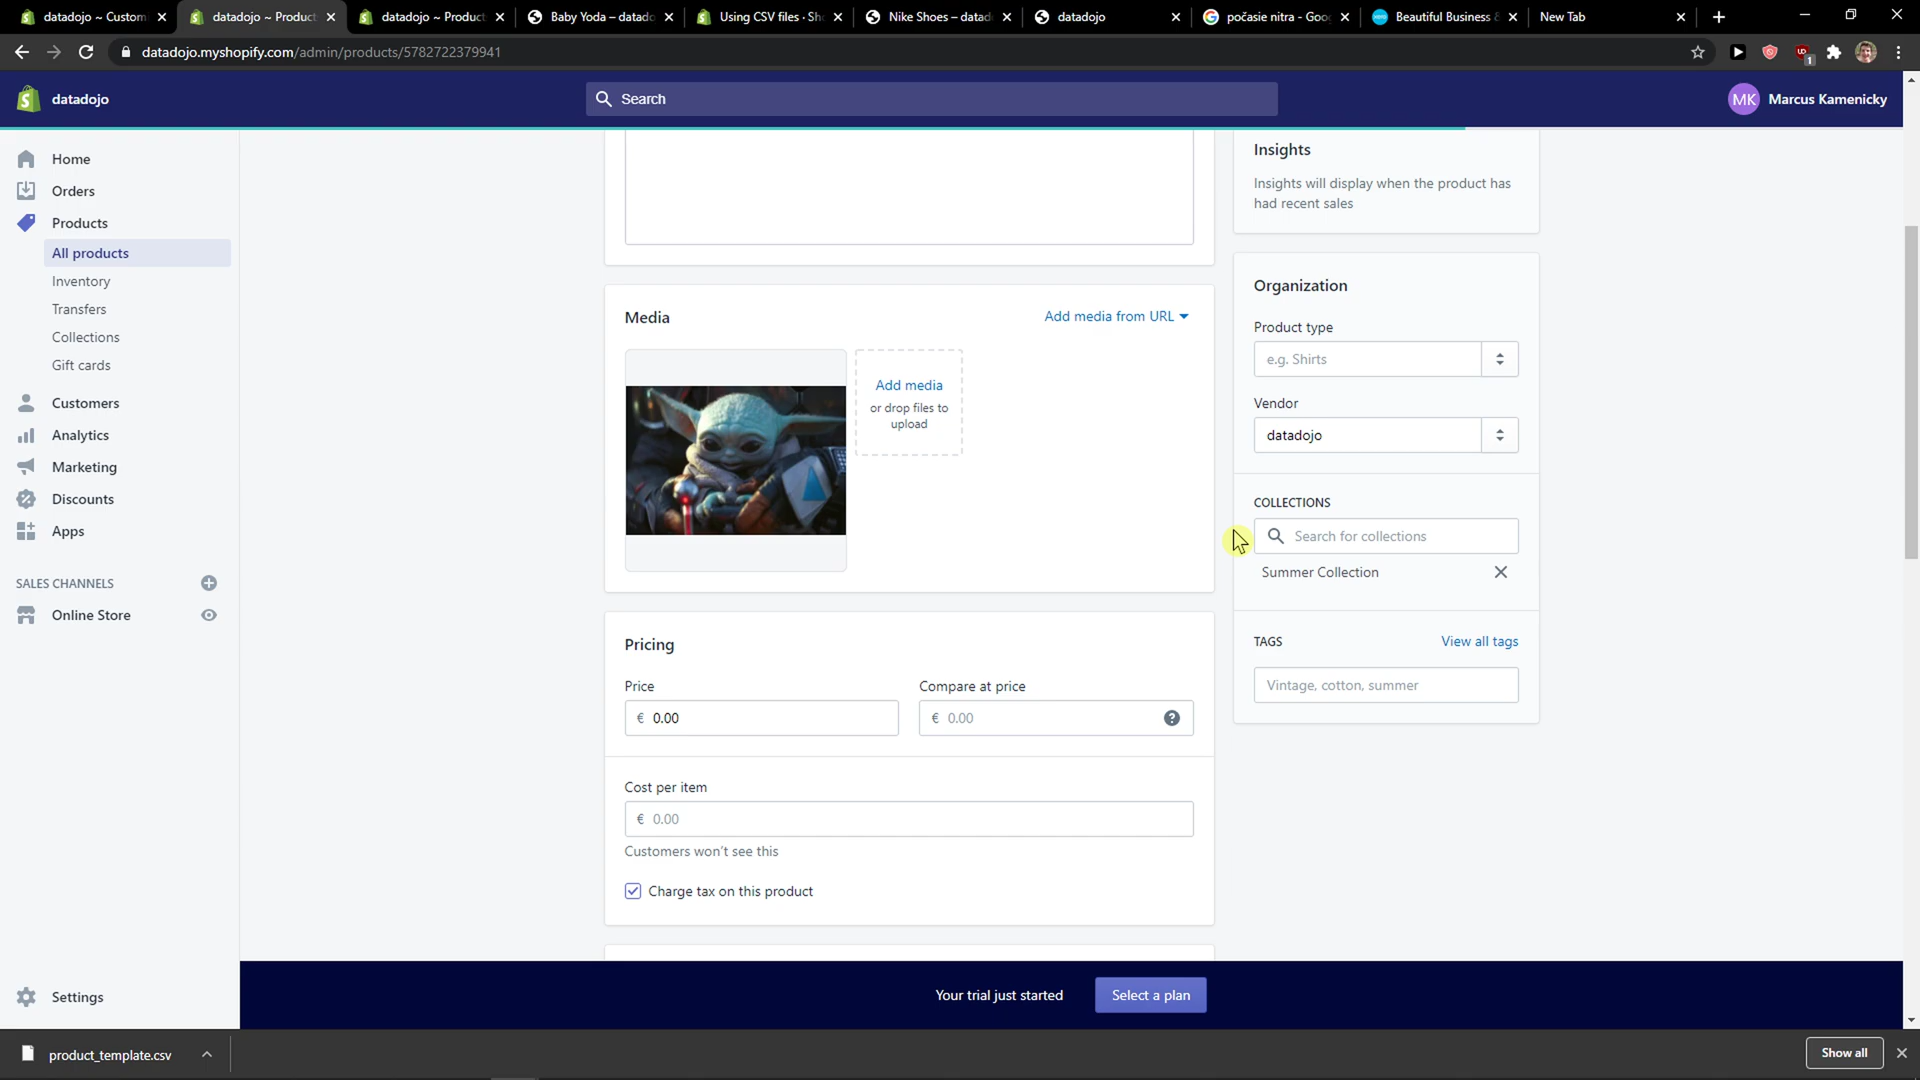 datadojo ~ Custom
datadojo ~ Product
datadojo ~ Product
Baby Yoda – datado
Using CSV files · Sh
Nike Shoes – datad
datadojo
počasie nitra - Goo
Beautiful Business &
New Tab
datadojo.myshopify.com/admin/products/5782722379941
1
datadojo
Search
MK
Marcus Kamenicky
Home
Orders
Products
All products
Inventory
Transfers
Collections
Gift cards
Customers
Analytics
Marketing
Discounts
Apps
SALES CHANNELS
Online Store
Settings
Media
Add media from URL
Add media
or drop files to
upload
Pricing
Price
Compare at price
€ 0.00
€ 0.00
Cost per item
€ 0.00
Customers won't see this
Charge tax on this product
Insights
Insights will display when the product has
had recent sales
Organization
Product type
e.g. Shirts
Vendor
datadojo
COLLECTIONS
Search for collections
Summer Collection
TAGS
View all tags
Vintage, cotton, summer
Your trial just started
Select a plan
product_template.csv
Show all